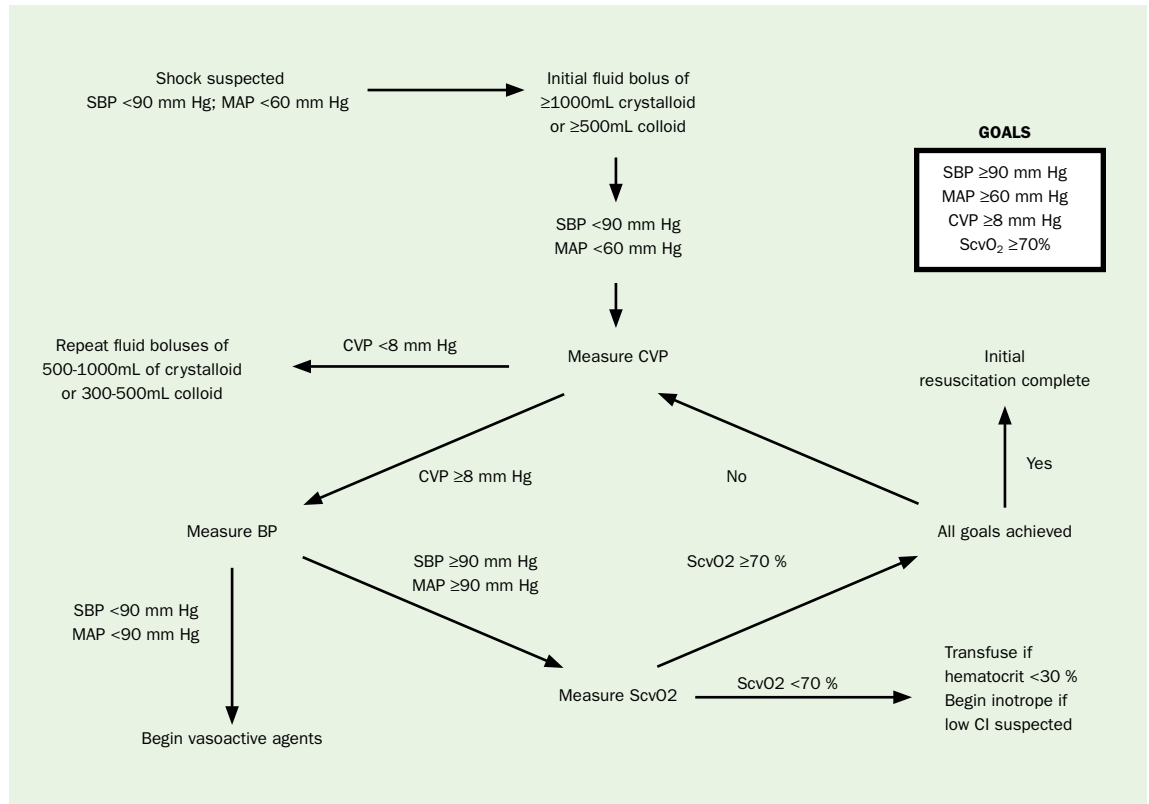 Shock suspected
SBP <90 mm Hg; MAP <60 mm Hg
Initial fluid bolus of
≥1000mL crystalloid
or ≥500mL colloid
GOALS
SBP ≥90 mm Hg
MAP ≥60 mm Hg
CVP ≥8 mm Hg
ScvO₂ ≥70%
SBP <90 mm Hg
MAP <60 mm Hg
Repeat fluid boluses of
500-1000mL of crystalloid
or 300-500mL colloid
CVP <8 mm Hg
Measure CVP
Initial
resuscitation complete
CVP ≥8 mm Hg
No
Yes
Measure BP
All goals achieved
SBP ≥90 mm Hg
MAP ≥90 mm Hg
ScvO2 ≥70 %
SBP <90 mm Hg
MAP <90 mm Hg
Measure ScvO2
ScvO2 <70 %
Transfuse if
hematocrit <30 %
Begin inotrope if
low CI suspected
Begin vasoactive agents